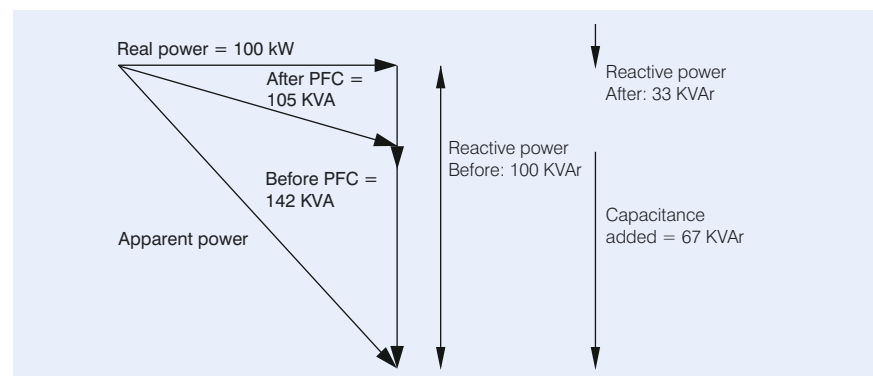 Real power = 100 kW
After PFC =
105 KVA
Reactive power
After: 33 KVAr
Reactive power
Before: 100 KVAr
Before PFC =
142 KVA
Capacitance
added = 67 KVAr
Apparent power